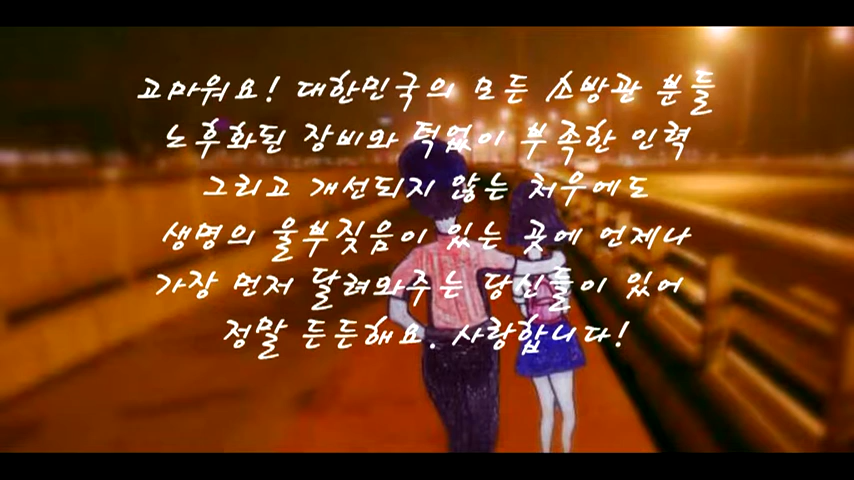 고마워요! 대한민국의 모든 소방관 분들
노후화된 장비와 턱없이 부족한 인력
그리고 개선되지 않는 처우에도
생명의 울부짖음이 있는 곳에 언제나
가장 먼저 달려와주는 당신들이 있어
정말 든든해요. 사랑합니다!